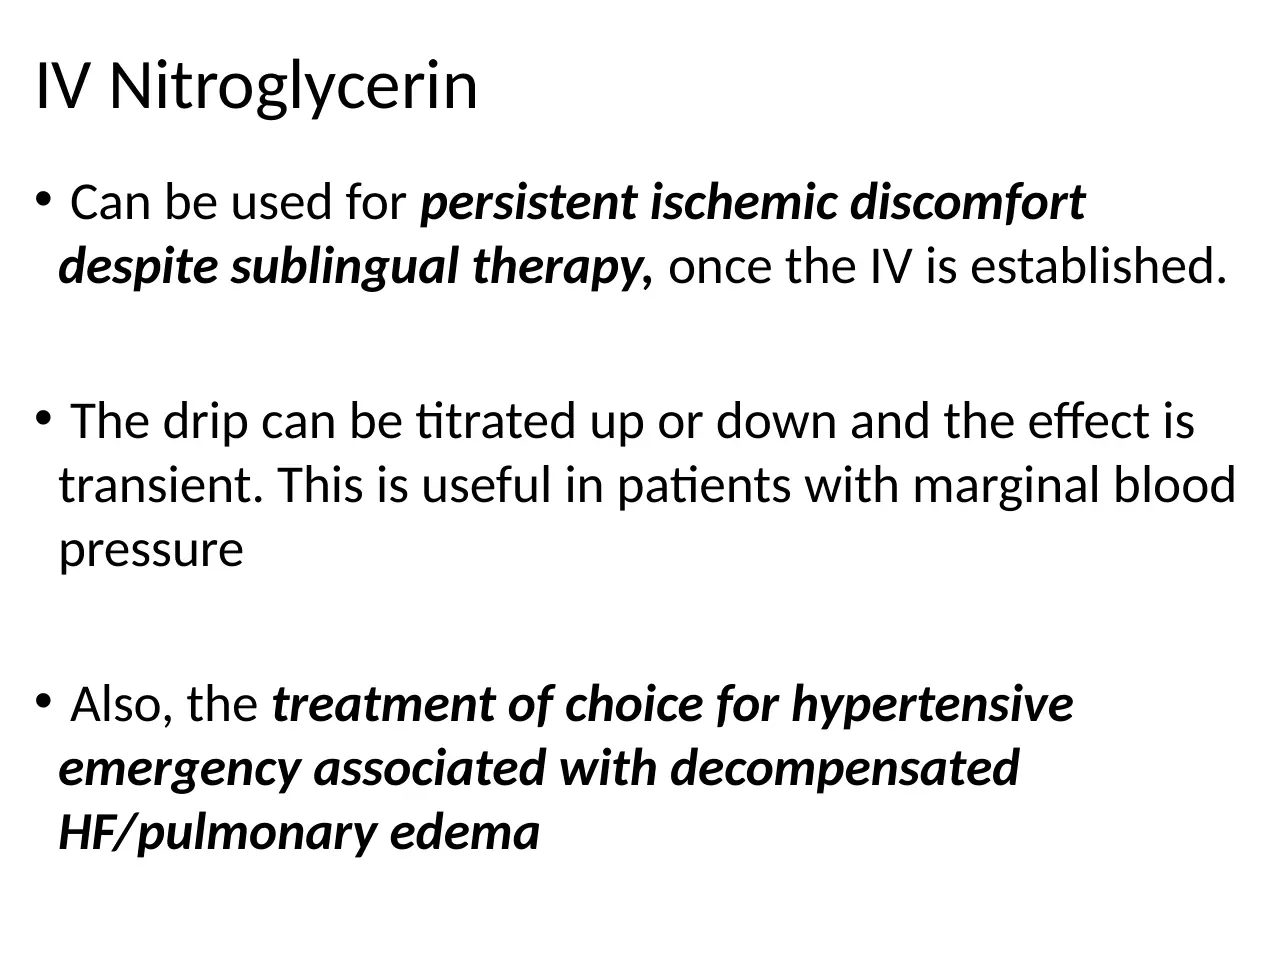 IV Nitroglycerin
• Can be used for persistent ischemic discomfort
despite sublingual therapy, once the IV is established.
• The drip can be titrated up or down and the effect is
transient. This is useful in patients with marginal blood
pressure
• Also, the treatment of choice for hypertensive
emergency associated with decompensated
HF/pulmonary edema